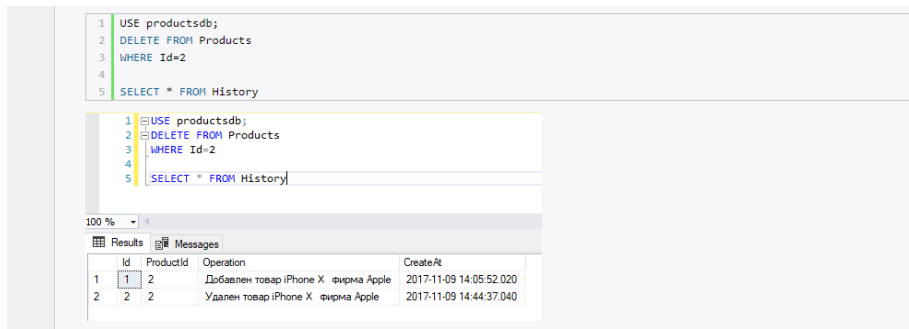 1 USE productsdb;
2 DELETE FROM Products
3 WHERE Id=2
4
5 SELECT * FROM History
1 USE productsdb;
2 DELETE FROM Products
3 WHERE Id=2
4
5 SELECT * FROM History
100 %
Results Messages
Id ProductId Operation CreateAt
1 1 2 Добавлен товар iPhone X фирма Apple 2017-11-09 14:05:52.020
2 2 2 Удален товар iPhone X фирма Apple 2017-11-09 14:44:37.040